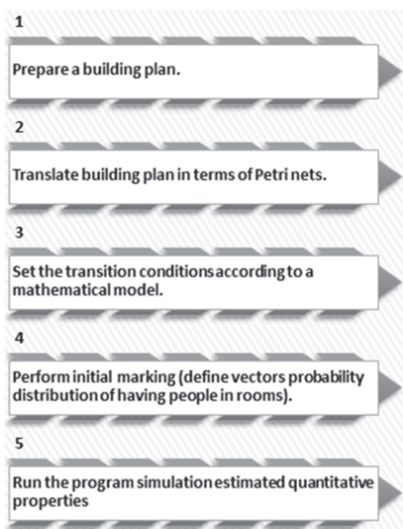 1
Prepare a building plan.
2
Translate building plan in terms of Petri nets.
3
Set the transition conditions according to a
mathematical model.
4
Perform initial marking (define vectors probability
distribution of having people in rooms).
5
Run the program simulation estimated quantitative
properties